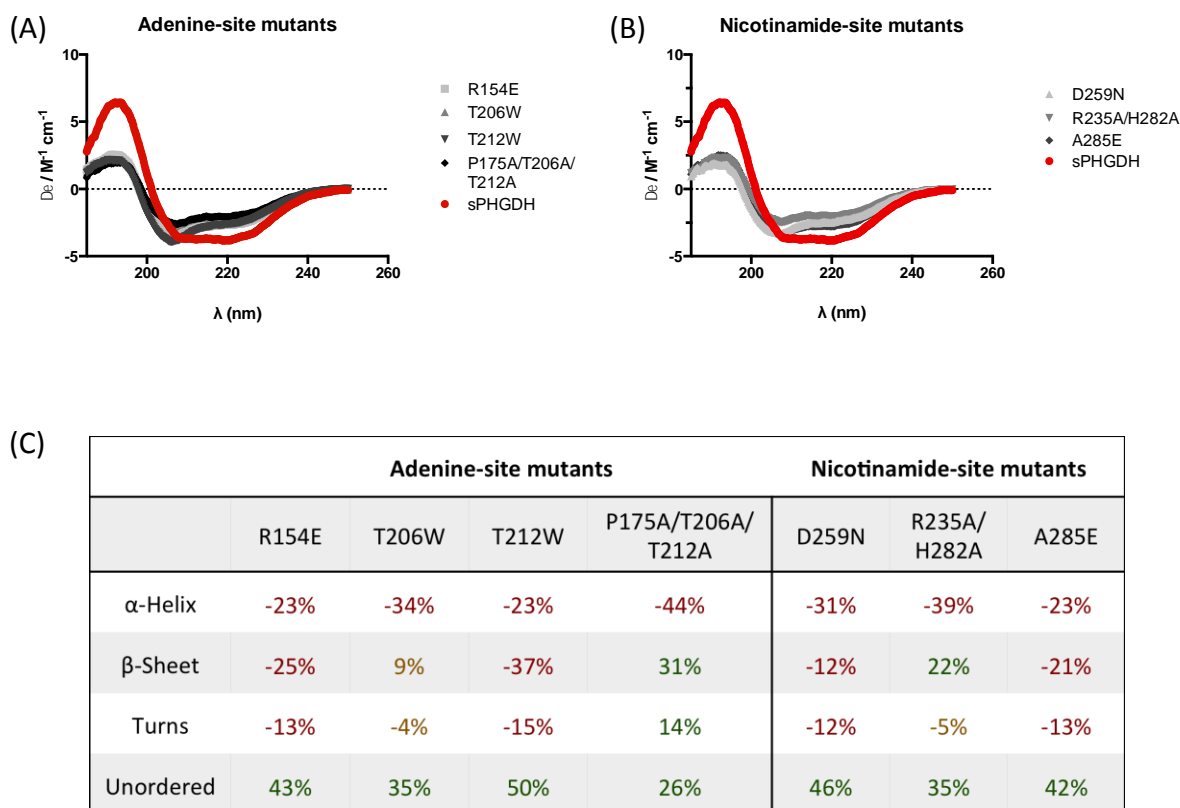 (A)
Adenine-site mutants
10
5
0
-5
200
220
240
260
λ (nm)
De / M-1 cm-1
R154E
T206W
T212W
P175A/T206A/
T212A
sPHGDH
(B)
Nicotinamide-site mutants
10
5
0
-5
200
220
240
260
λ (nm)
De / M-1 cm-1
D259N
R235A/H282A
A285E
sPHGDH
(C)
Adenine-site mutants Nicotinamide-site mutants
R154E T206W T212W P175A/T206A/T212A D259N R235A/H282A A285E
α-Helix -23% -34% -23% -44% -31% -39% -23%
β-Sheet -25% 9% -37% 31% -12% 22% -21%
Turns -13% -4% -15% 14% -12% -5% -13%
Unordered 43% 35% 50% 26% 46% 35% 42%